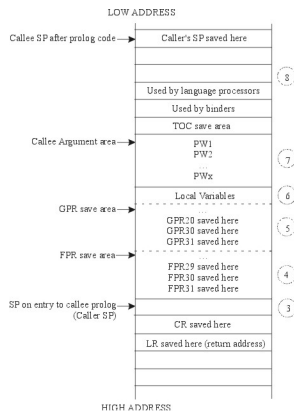 LOW ADDRESS
Callee SP after prolog code
Caller's SP saved here
8
Used by language processors
Used by binders
TOC save area
Callee Argument area
PW1
PW2
...
PWx
7
Local Variables
6
GPR save area
...
GPR20 saved here
GPR30 saved here
GPR31 saved here
5
FPR save area
...
FPR29 saved here
FPR30 saved here
FPR31 saved here
4
SP on entry to callee prolog
(Caller SP)
3
CR saved here
LR saved here (return address)
HIGH ADDRESS